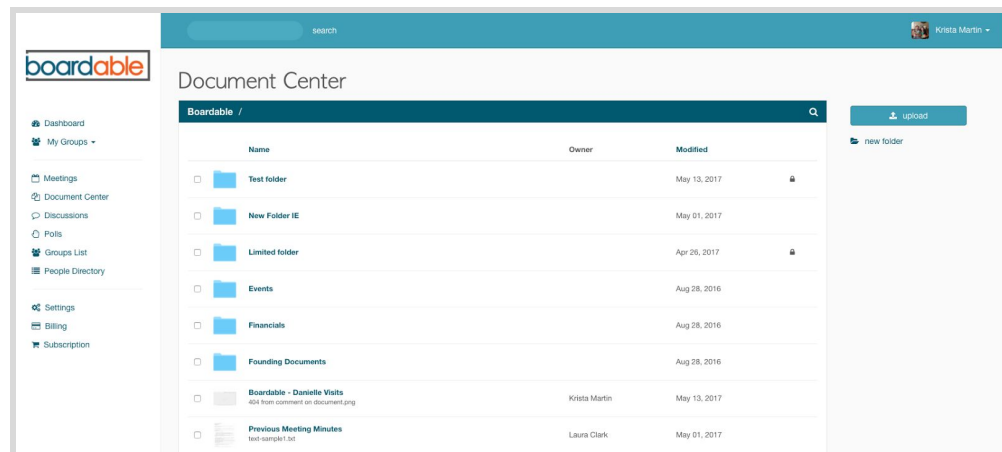 search
Krista Martin
boardable
Document Center
Boardable /
upload
new folder
Dashboard
My Groups
Meetings
Document Center
Discussions
Polls
Groups List
People Directory
Settings
Billing
Subscription
Name Owner Modified
Test folder May 13, 2017
New Folder IE May 01, 2017
Limited folder Apr 26, 2017
Events Aug 28, 2016
Financials Aug 28, 2016
Founding Documents Aug 28, 2016
Boardable - Danielle Visits
404 from comment on document.png
Krista Martin May 13, 2017
Previous Meeting Minutes
text-sample1.txt
Laura Clark May 01, 2017